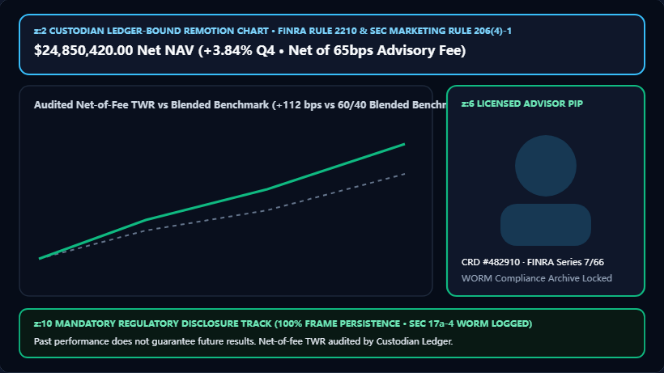 z:2 CUSTODIAN LEDGER-BOUND REMOTION CHART • FINRA RULE 2210 & SEC MARKETING RULE 206(4)-1
$24,850,420.00 Net NAV (+3.84% Q4 • Net of 65bps Advisory Fee)
Audited Net-of-Fee TWR vs Blended Benchmark (+112 bps vs 60/40 Blended Benchm
z:6 LICENSED ADVISOR PIP
CRD #482910 • FINRA Series 7/66
WORM Compliance Archive Locked
z:10 MANDATORY REGULATORY DISCLOSURE TRACK (100% FRAME PERSISTENCE • SEC 17a-4 WORM LOGGED)
Past performance does not guarantee future results. Net-of-fee TWR audited by Custodian Ledger.